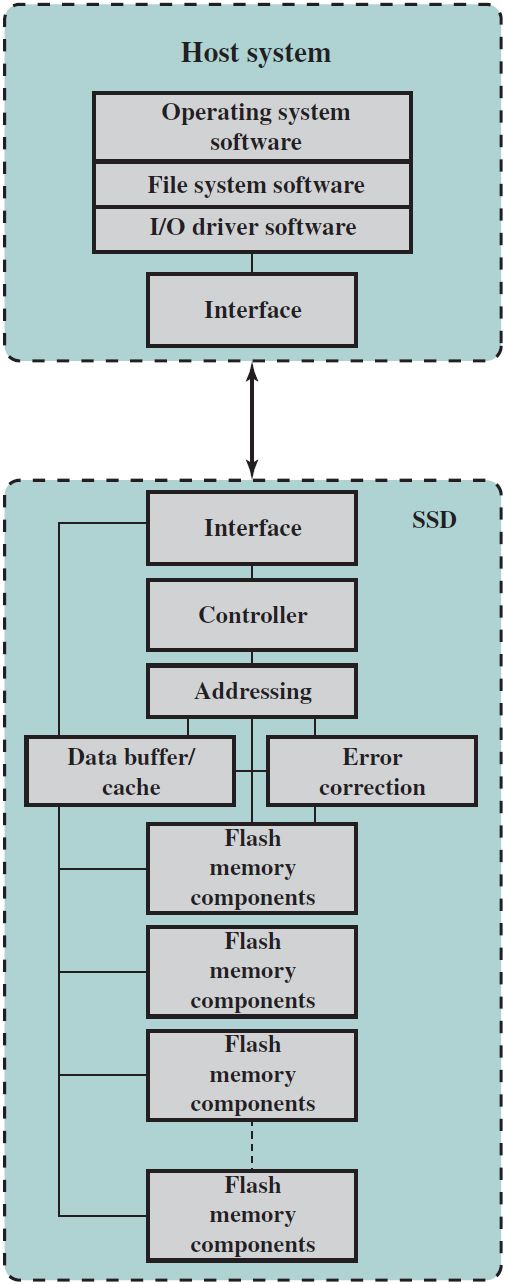 Host system
Operating system
software
File system software
I/O driver software
Interface
SSD
Interface
Controller
Addressing
Data buffer/
cache
Error
correction
Flash
memory
components
Flash
memory
components
Flash
memory
components
Flash
memory
components